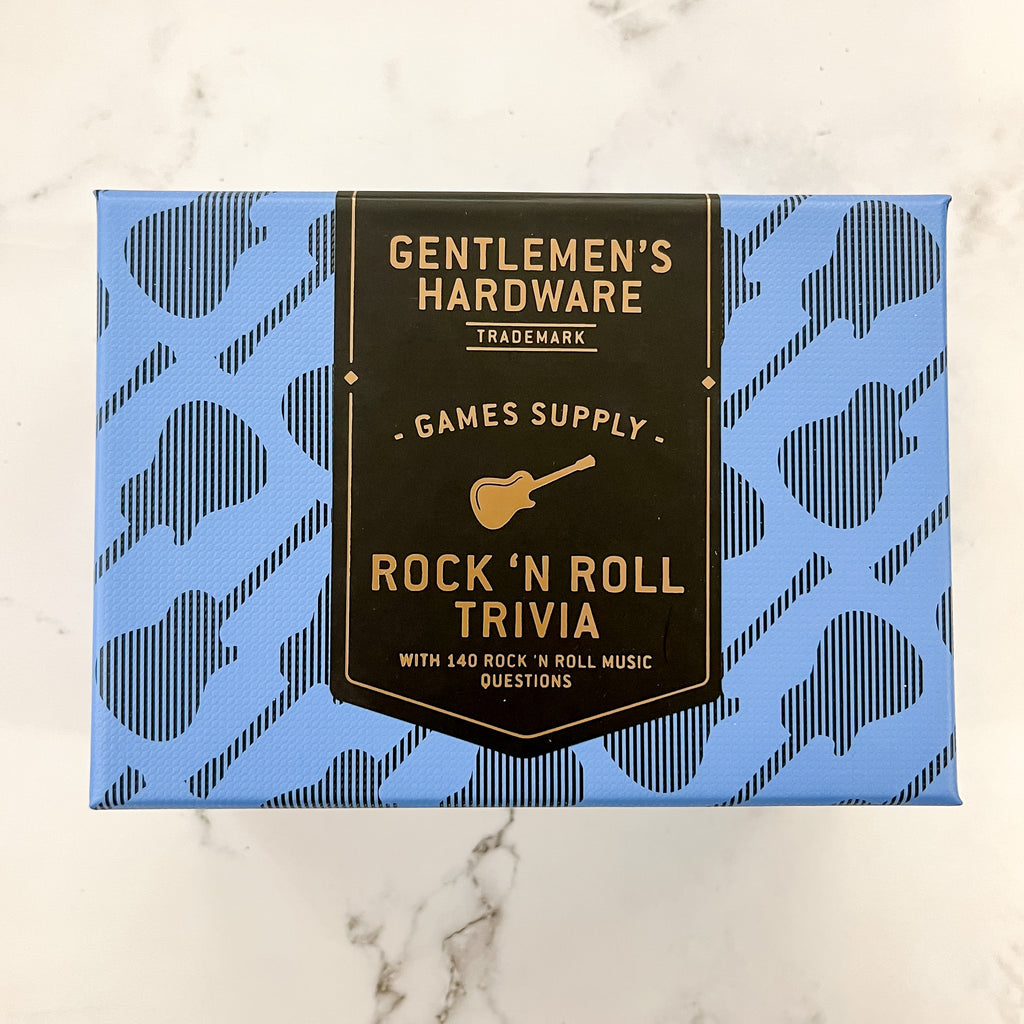 GENTLEMEN'S
HARDWARE
TRADEMARK
- GAMES SUPPLY -
ROCK ‘N ROLL
TRIVIA
WITH 140 ROCK 'N ROLL MUSIC
QUESTIONS